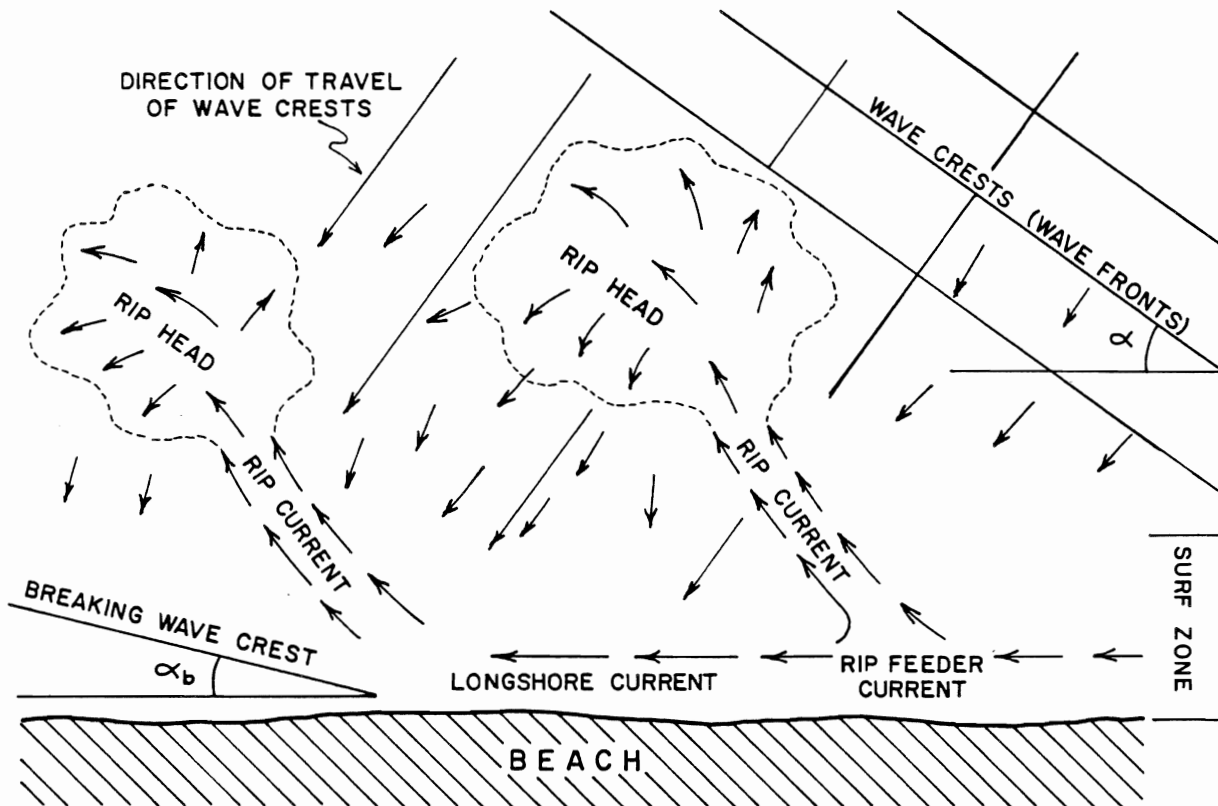 DIRECTION OF TRAVEL
OF WAVE CRESTS
WAVE CRESTS (WAVE FRONTS)
α
RIP HEAD
RIP HEAD
RIP CURRENT
RIP CURRENT
SURF ZONE
BREAKING WAVE CREST
αb
LONGSHORE CURRENT
RIP FEEDER
CURRENT
BEACH